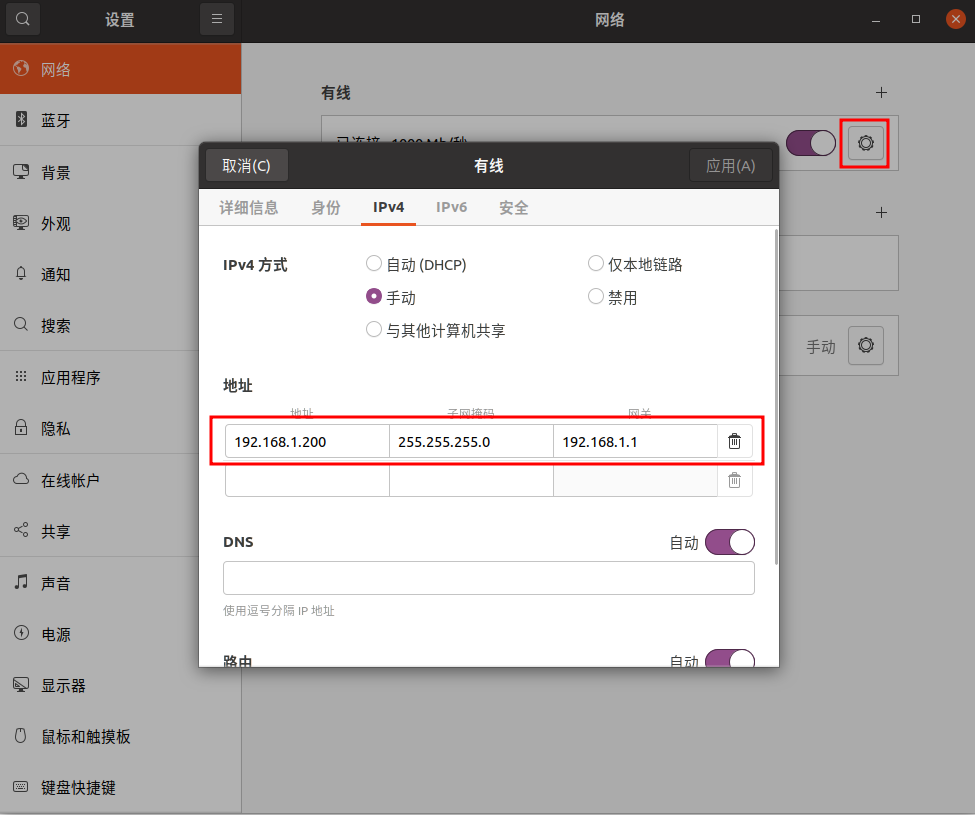 设置
网络
网络
蓝牙
背景
外观
通知
搜索
应用程序
隐私
在线帐户
共享
声音
电源
显示器
鼠标和触摸板
键盘快捷键
有线
已连接 - 1000 Mb/秒
手动
取消(C)
有线
应用(A)
详细信息 身份 IPv4 IPv6 安全
IPv4 方式
自动 (DHCP)
仅本地链路
手动
禁用
与其他计算机共享
地址
地址 子网掩码 网关
192.168.1.200 255.255.255.0 192.168.1.1
DNS
自动
使用逗号分隔 IP 地址
路由
自动